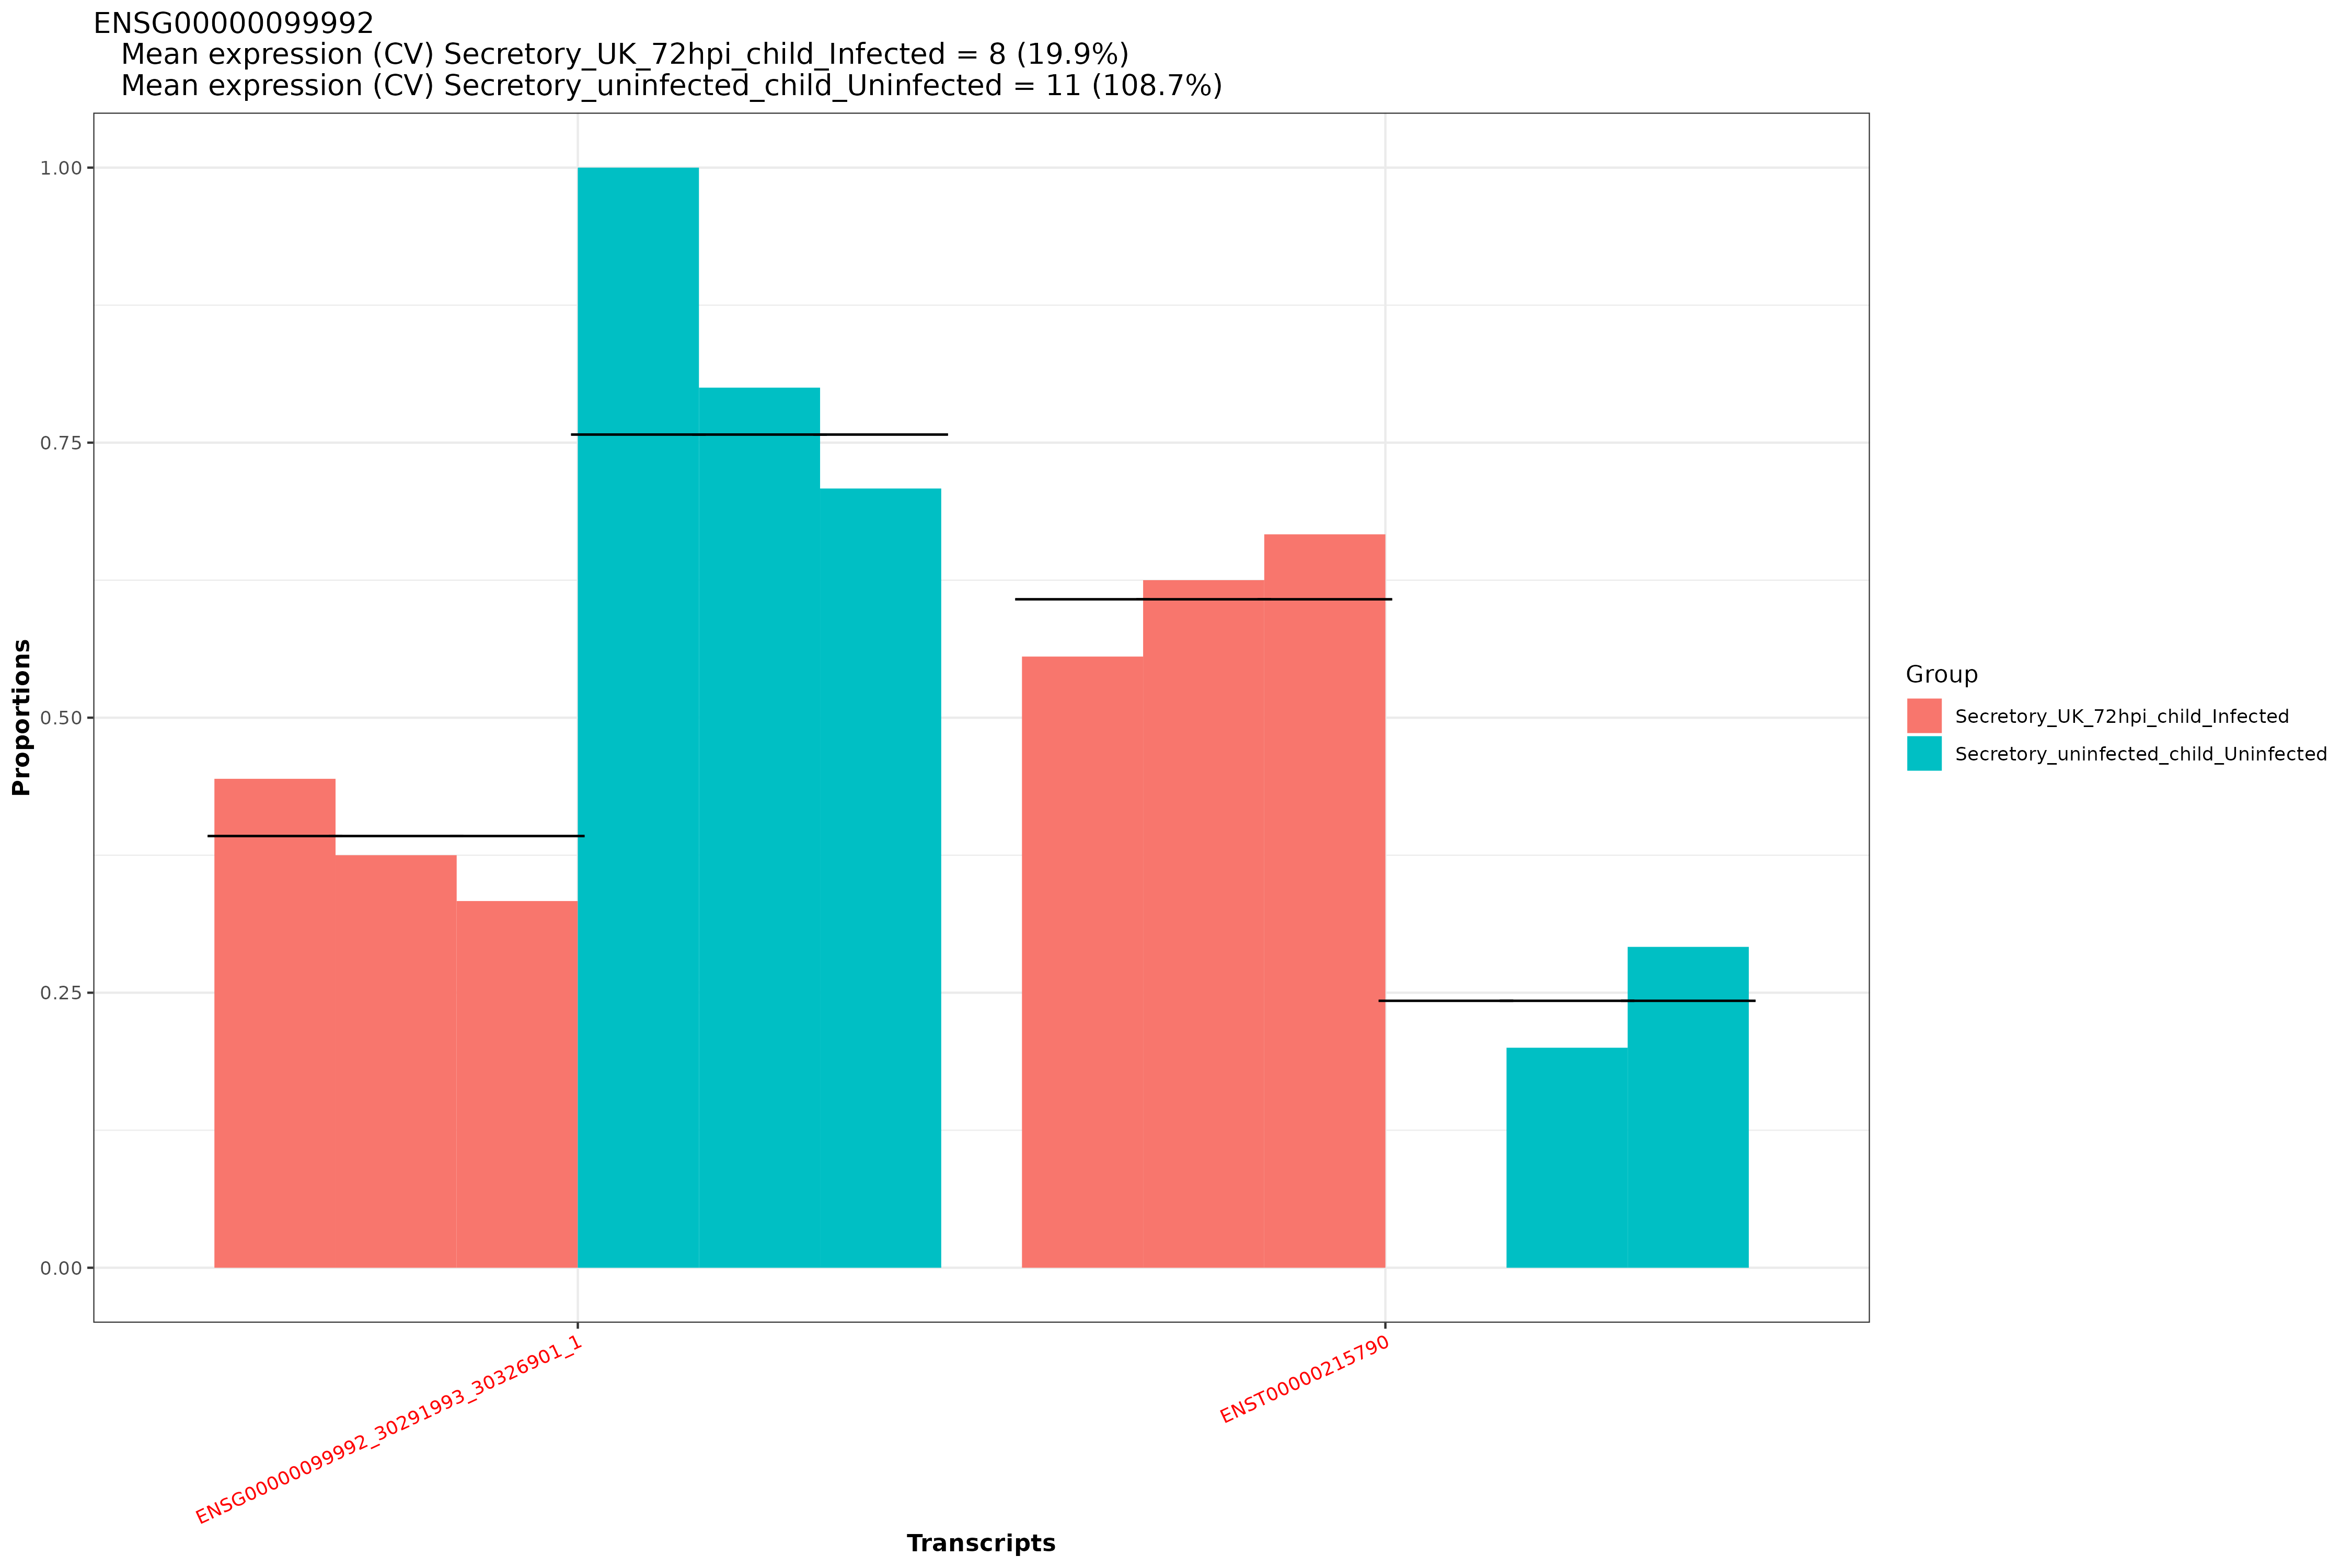 ENSG00000099992
Mean expression (CV) Secretory_UK_72hpi_child_Infected = 8 (19.9%)
Mean expression (CV) Secretory_uninfected_child_Uninfected = 11 (108.7%)
1.00
0.75
0.50
0.25
0.00
Proportions
ENSG00000099992_30291993_30326901_1
ENST00000215790
Transcripts
Group
Secretory_UK_72hpi_child_Infected
Secretory_uninfected_child_Uninfected